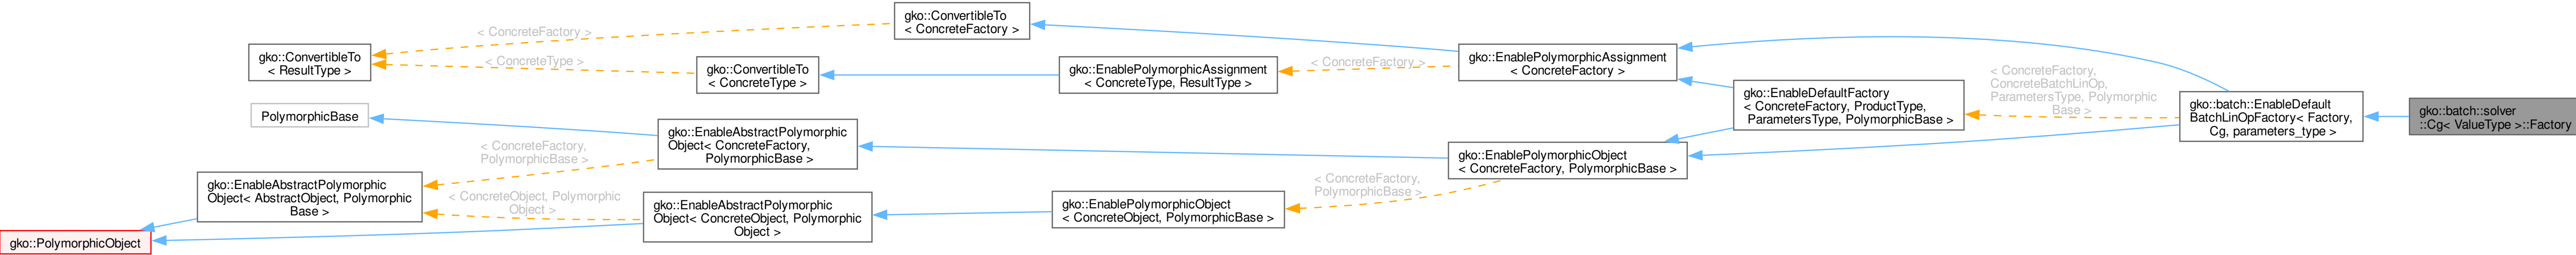 gko::ConvertibleTo
< ResultType >
PolymorphicBase
gko::EnableAbstractPolymorphic
Object< AbstractObject, Polymorphic
Base >
gko::PolymorphicObject
< ConcreteFactory >
< ConcreteType >
< ConcreteFactory,
PolymorphicBase >
< ConcreteObject, Polymorphic
Object >
gko::ConvertibleTo
< ConcreteFactory >
gko::ConvertibleTo
< ConcreteType >
gko::EnableAbstractPolymorphic
Object< ConcreteFactory,
PolymorphicBase >
gko::EnableAbstractPolymorphic
Object< ConcreteObject, Polymorphic
Object >
gko::EnablePolymorphicAssignment
< ConcreteType, ResultType >
gko::EnablePolymorphicObject
< ConcreteObject, PolymorphicBase >
< ConcreteFactory >
< ConcreteFactory,
PolymorphicBase >
gko::EnablePolymorphicAssignment
< ConcreteFactory >
gko::EnablePolymorphicObject
< ConcreteFactory, PolymorphicBase >
gko::EnableDefaultFactory
< ConcreteFactory, ProductType,
ParametersType, PolymorphicBase >
< ConcreteFactory,
ConcreteBatchLinOp,
ParametersType, Polymorphic
Base >
gko::batch::EnableDefault
BatchLinOpFactory< Factory,
Cg, parameters_type >
gko::batch::solver
::Cg< ValueType >::Factory